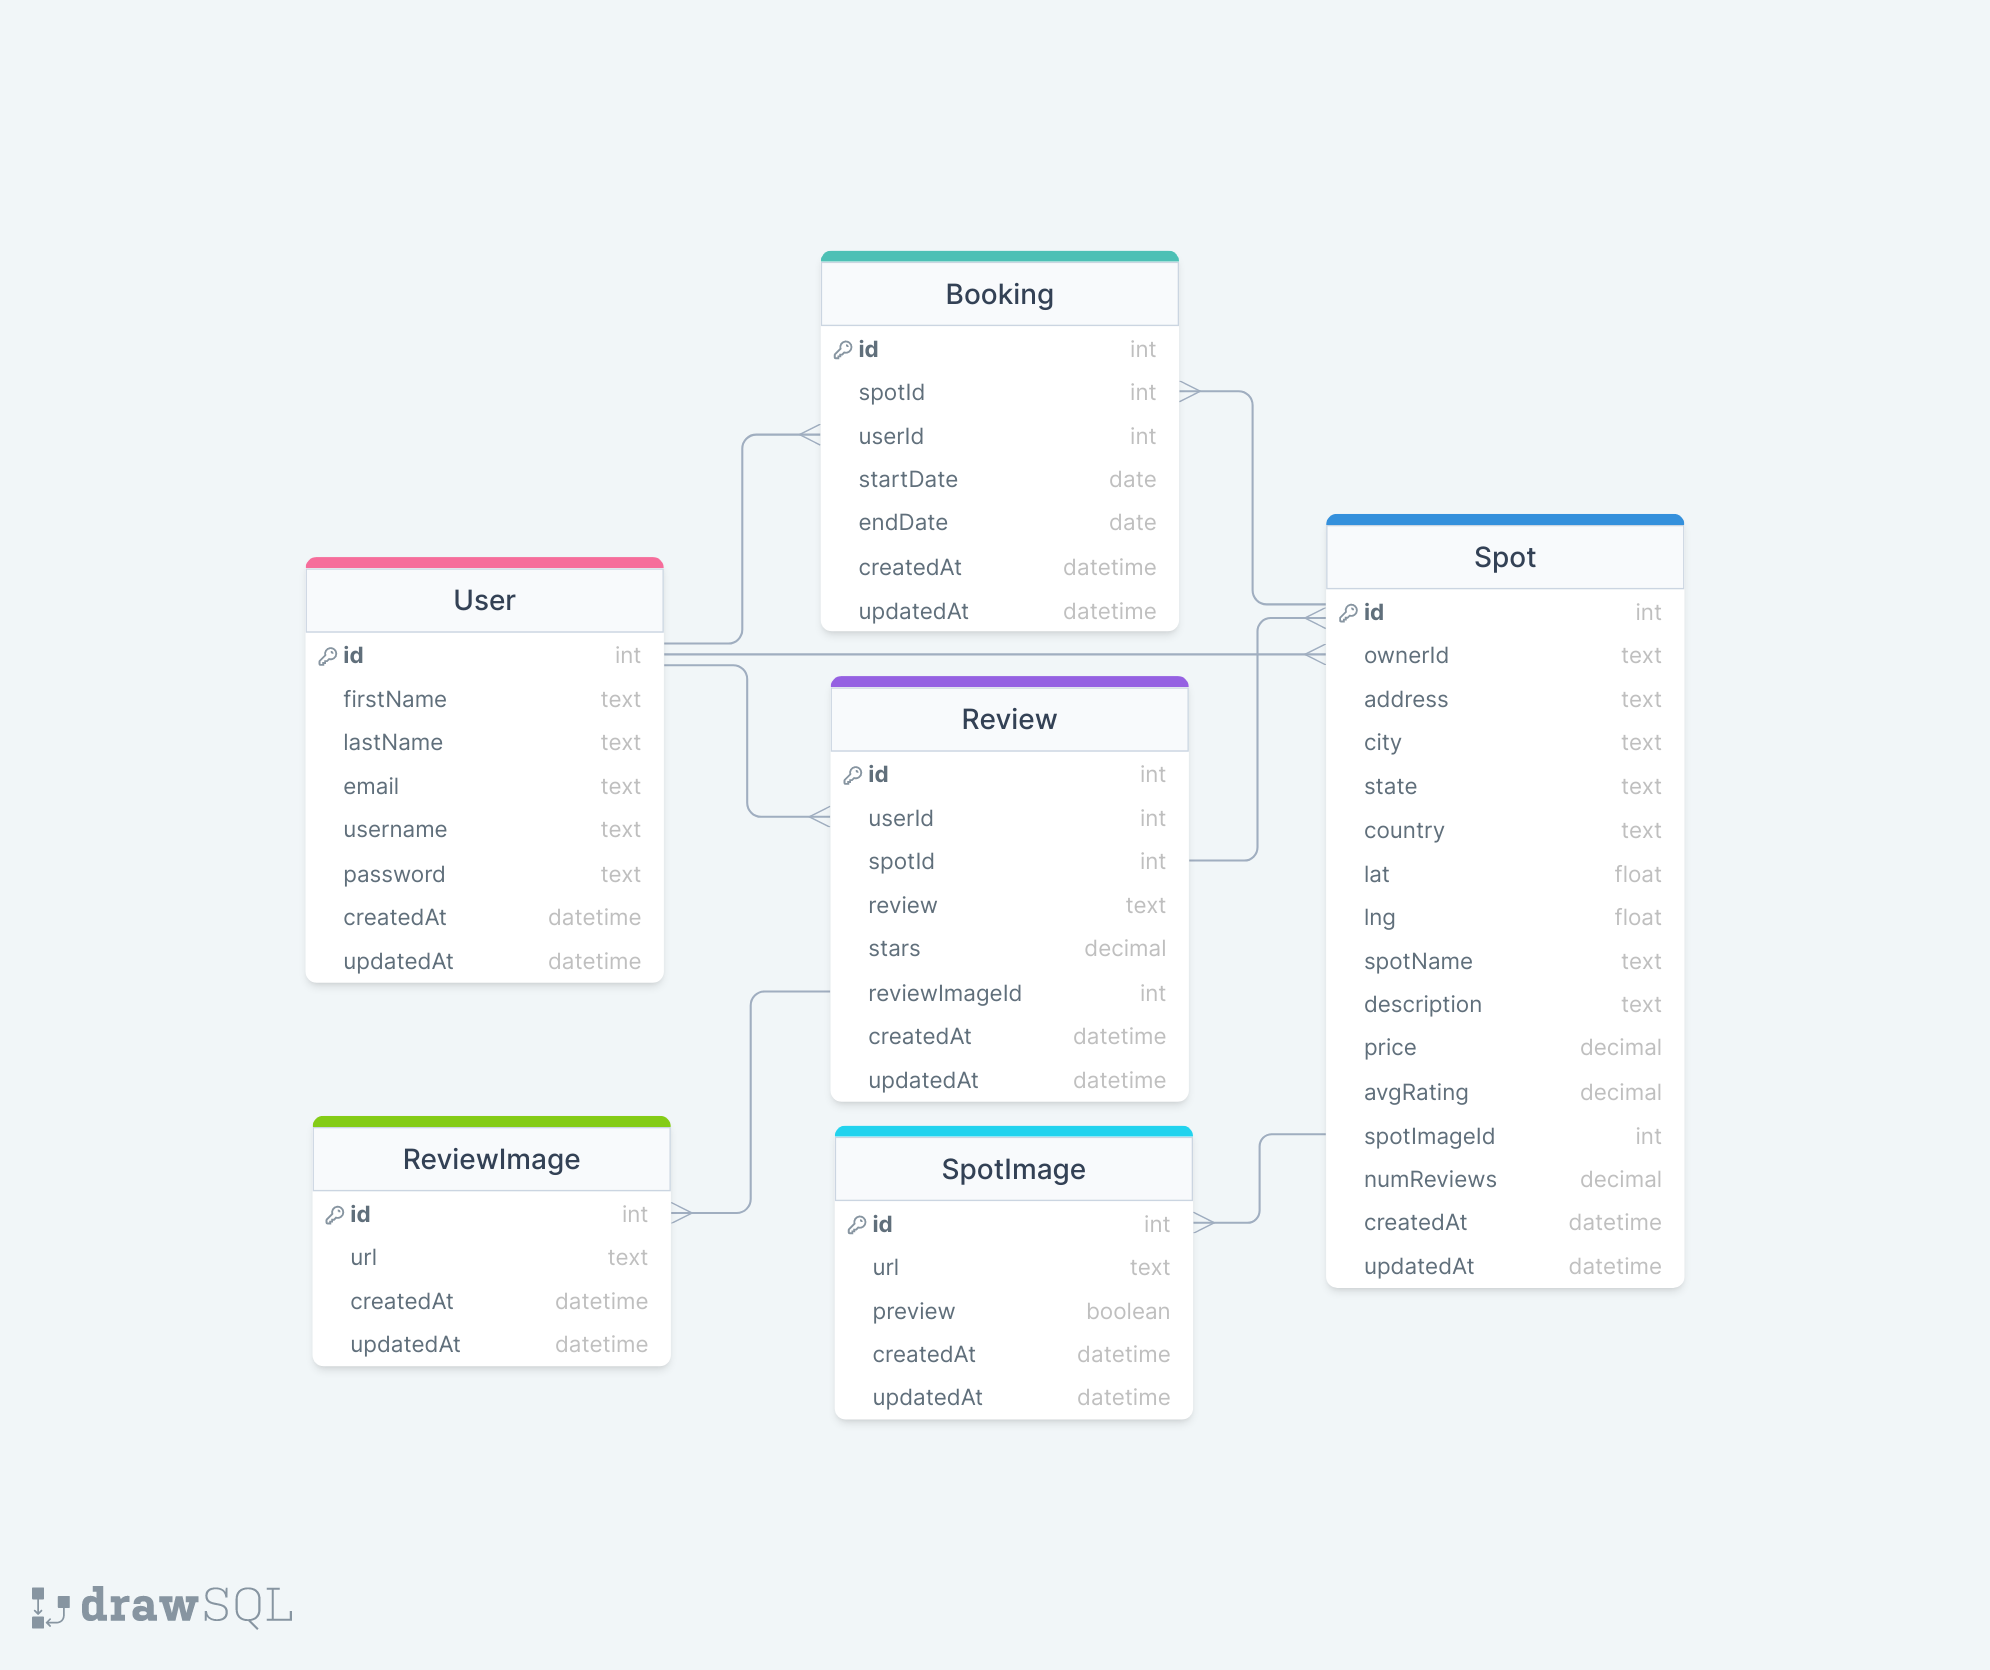 Booking
id int
spotId int
userId int
startDate date
endDate date
createdAt datetime
updatedAt datetime
User
id int
firstName text
lastName text
email text
username text
password text
createdAt datetime
updatedAt datetime
Spot
id int
ownerId text
address text
city text
state text
country text
lat float
lng float
spotName text
description text
price decimal
avgRating decimal
spotImageId int
numReviews decimal
createdAt datetime
updatedAt datetime
Review
id int
userId int
spotId int
review text
stars decimal
reviewImageId int
createdAt datetime
updatedAt datetime
ReviewImage
id int
url text
createdAt datetime
updatedAt datetime
SpotImage
id int
url text
preview boolean
createdAt datetime
updatedAt datetime
drawSQL